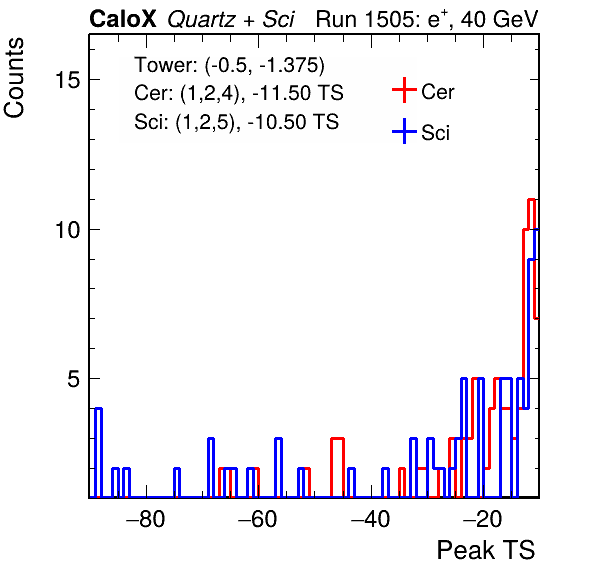 CaloX Quartz + Sci Run 1505: e⁺, 40 GeV
Counts
Tower: (-0.5, -1.375)
Cer: (1,2,4), -11.50 TS
Sci: (1,2,5), -10.50 TS
Cer
Sci
15
10
5
−80 −60 −40 −20
Peak TS